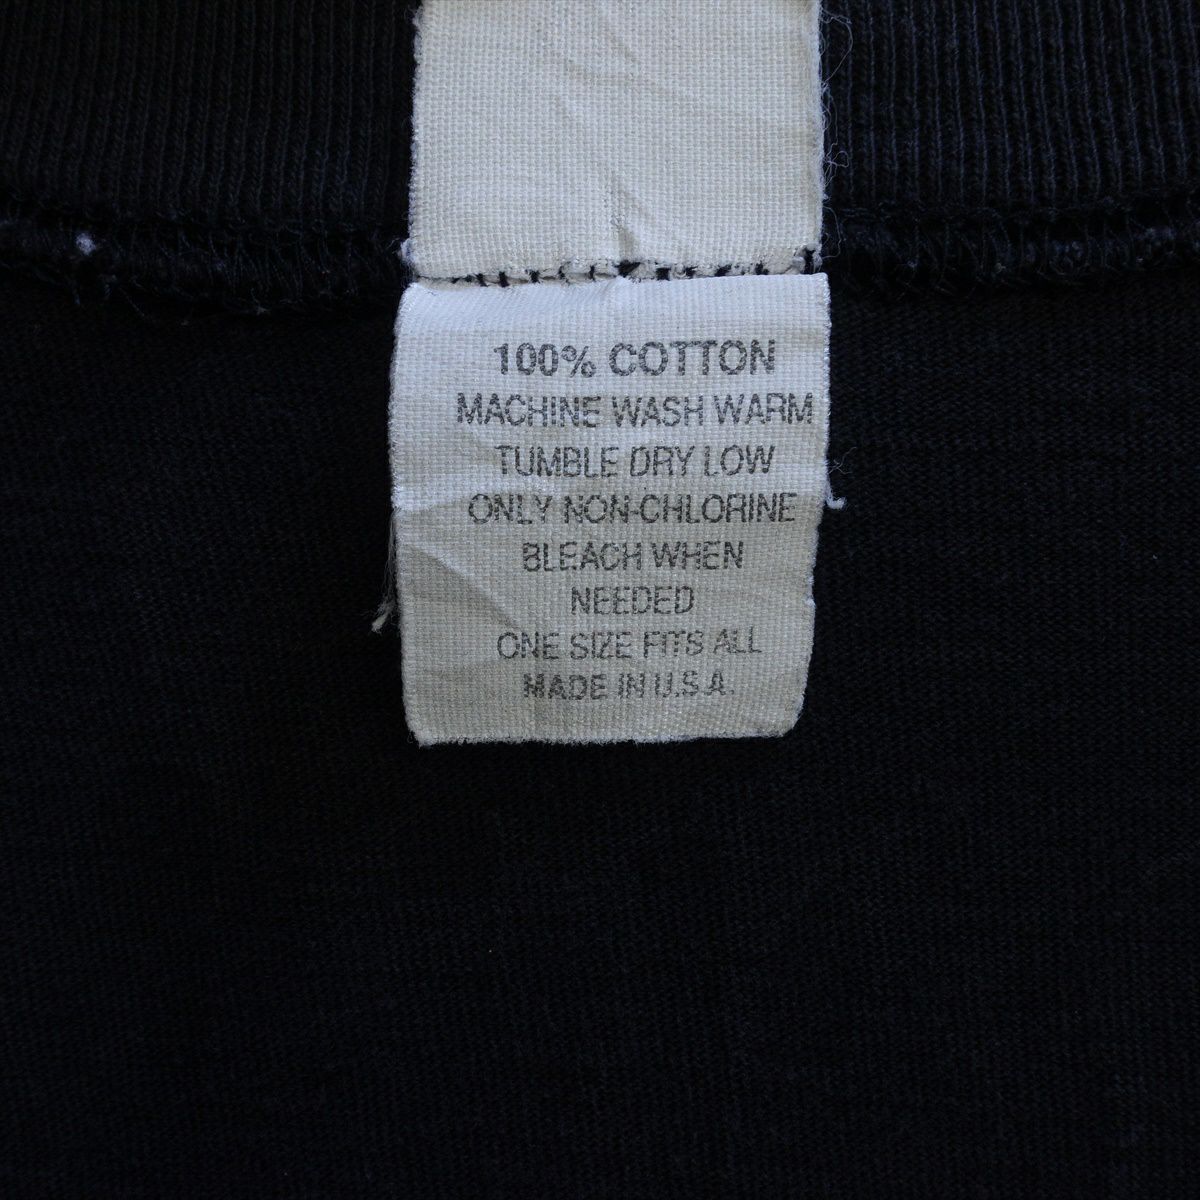 100% COTTON
MACHINE WASH WARM
TUMBLE DRY LOW
ONLY NON-CHLORINE
BLEACH WHEN
NEEDED
ONE SIZE FITS ALL
MADE IN U.S.A.